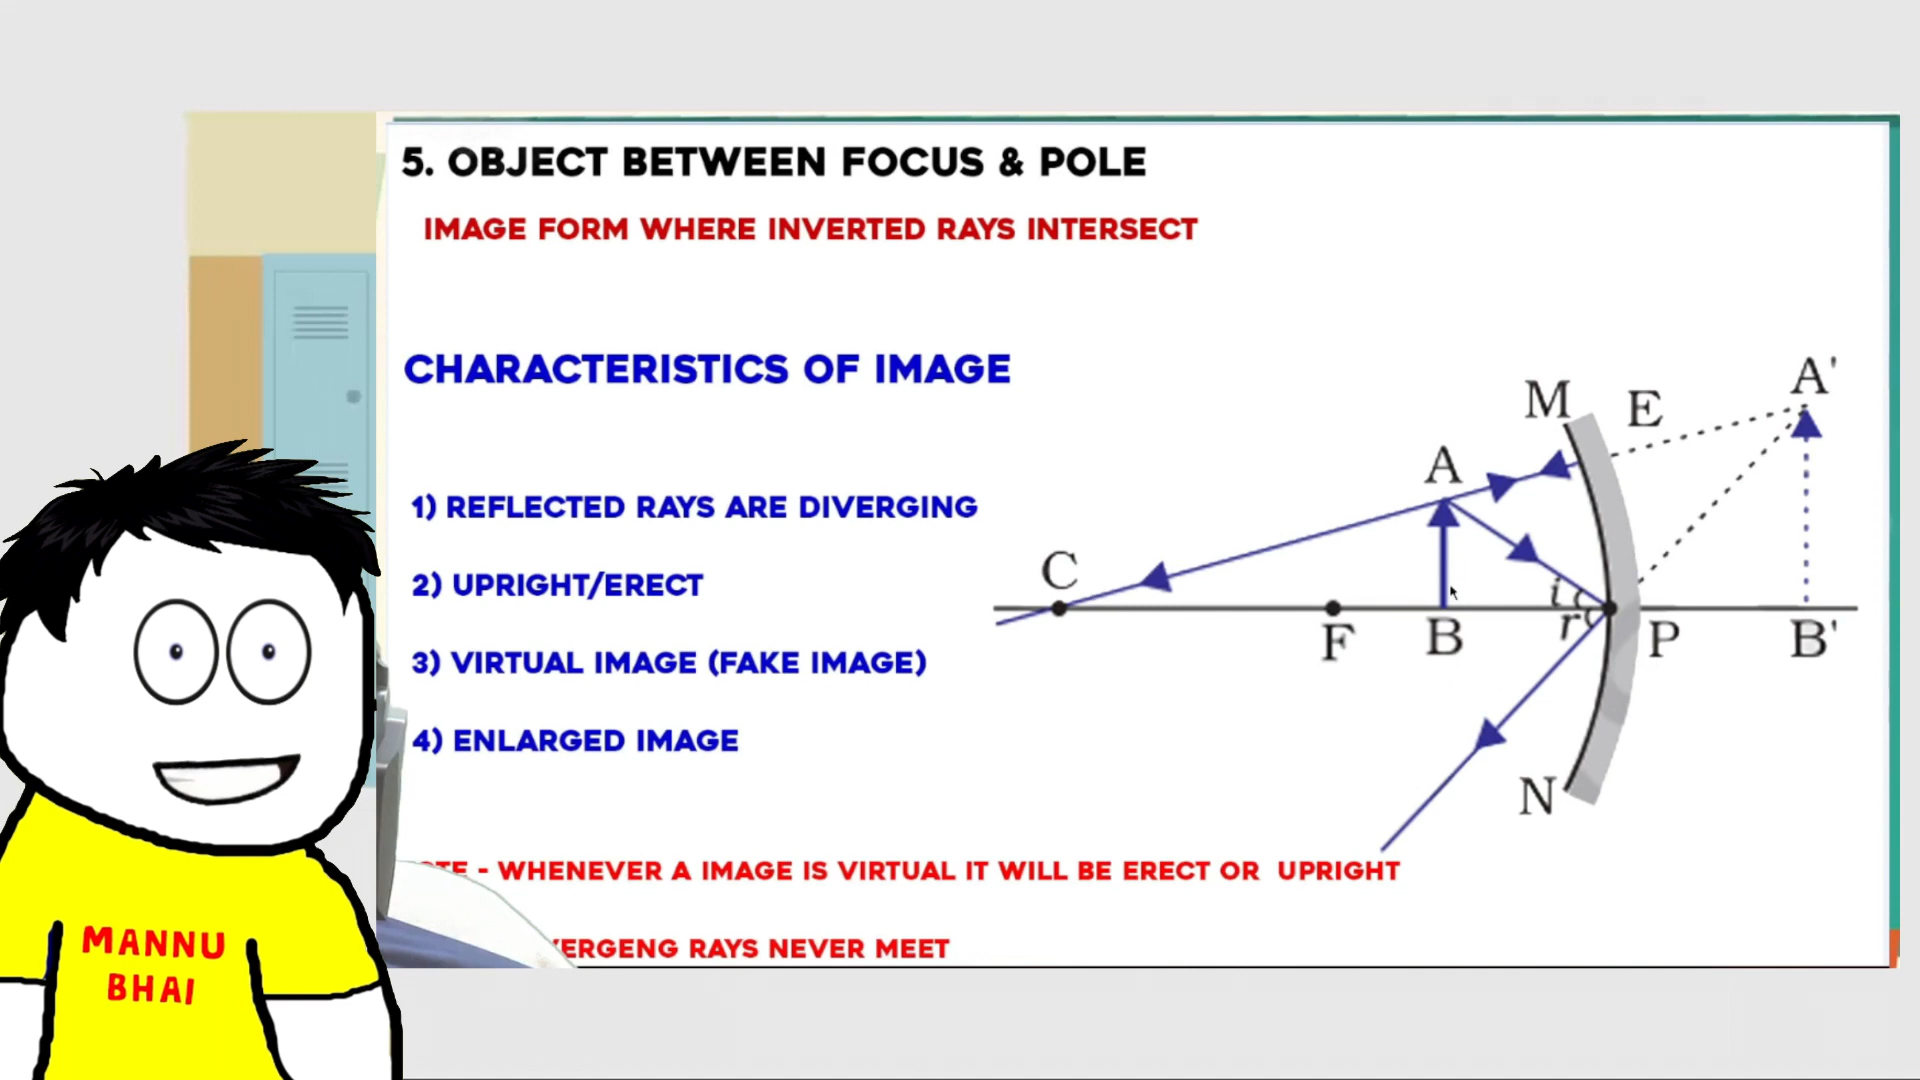 5. OBJECT BETWEEN FOCUS & POLE
IMAGE FORM WHERE INVERTED RAYS INTERSECT
CHARACTERISTICS OF IMAGE
1) REFLECTED RAYS ARE DIVERGING
2) UPRIGHT/ERECT
3) VIRTUAL IMAGE (FAKE IMAGE)
4) ENLARGED IMAGE
M E A'
A
C
i
r
F B P B'
N
- WHENEVER A IMAGE IS VIRTUAL IT WILL BE ERECT OR UPRIGHT
RAYS NEVER MEET
MANNU
BHAI